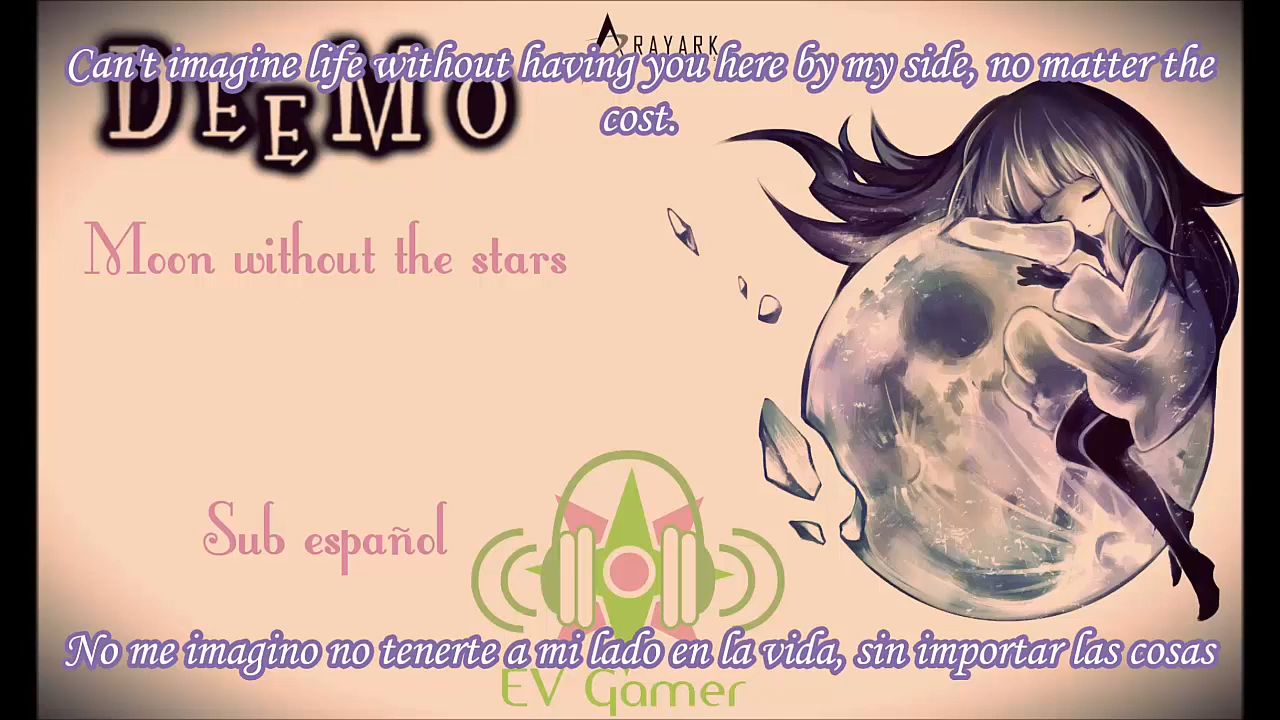 ARAYARK
Can't imagine life without having you here by my side, no matter the
cost.
DEEMO
Moon without the stars
Sub español
No me imagino no tenerte a mi lado en la vida, sin importar las cosas
EV Gamer